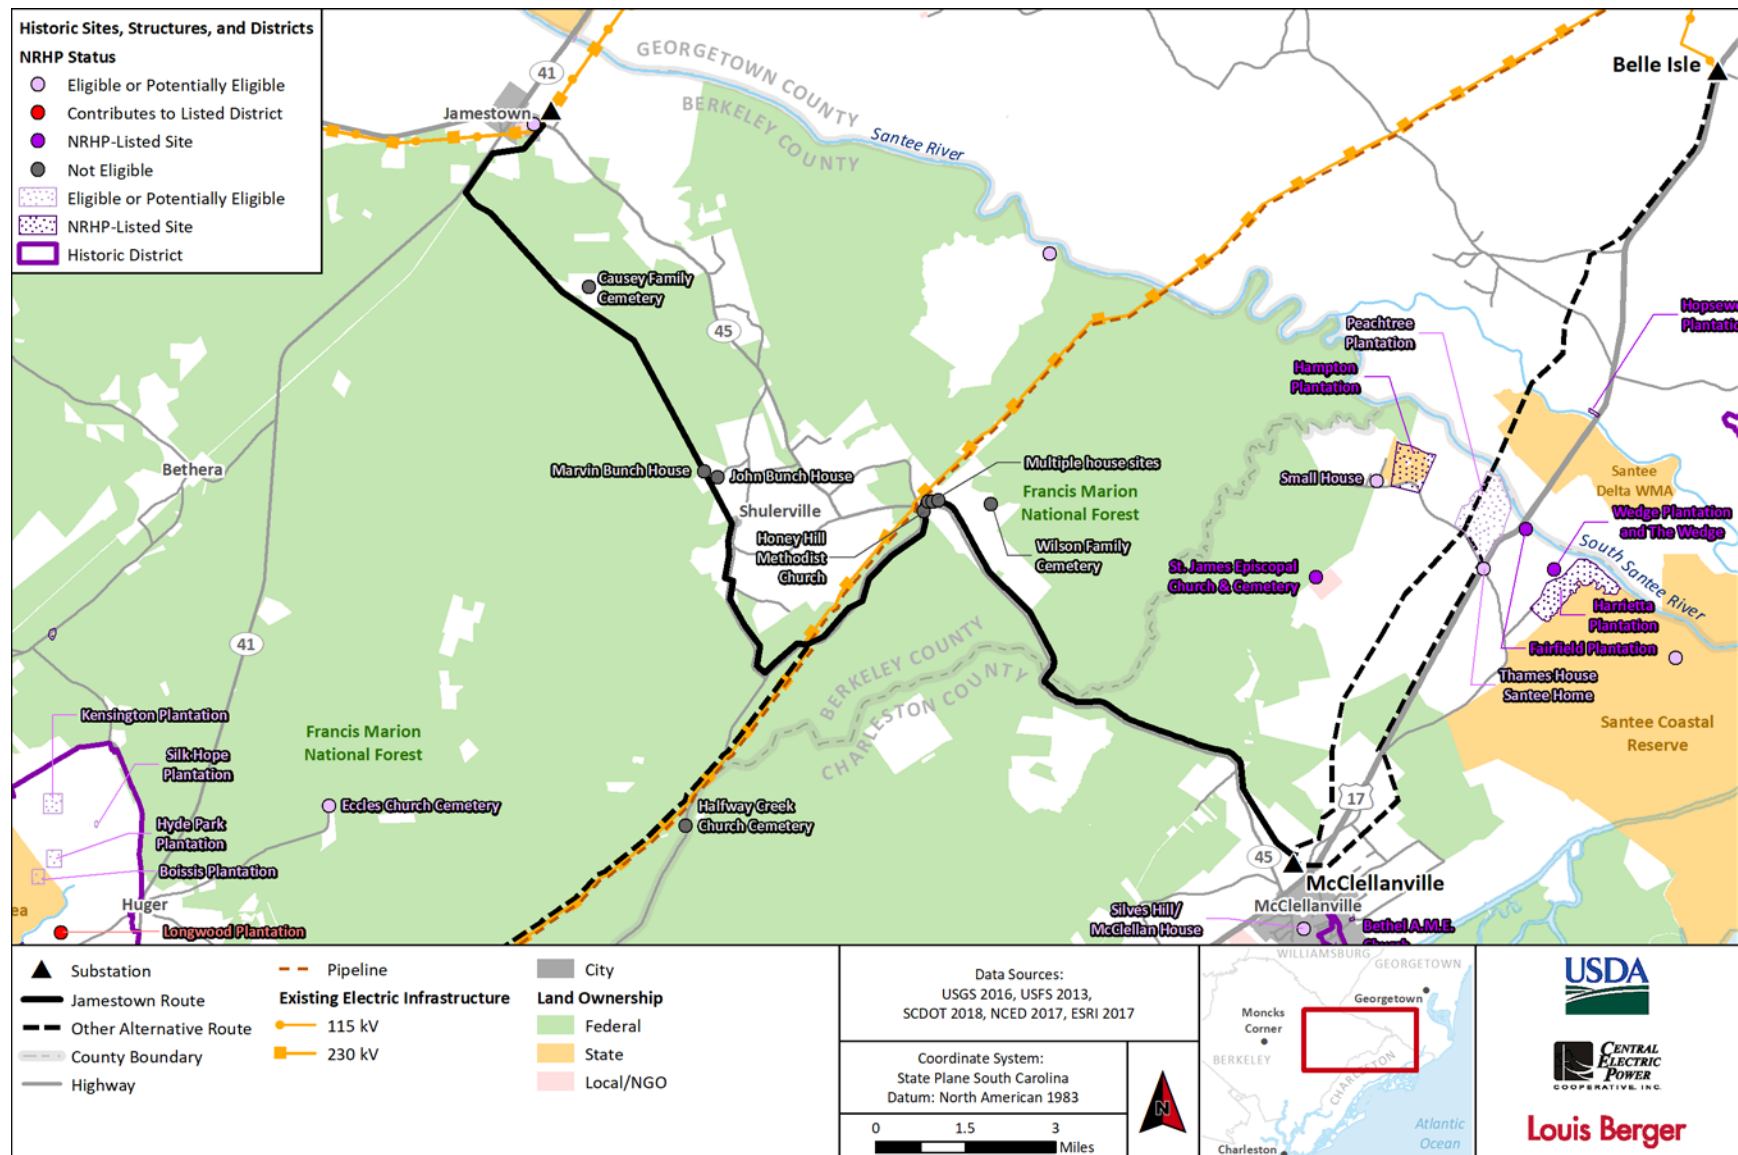 Historic Sites, Structures, and Districts
NRHP Status
Eligible or Potentially Eligible
Contributes to Listed District
NRHP-Listed Site
Not Eligible
Eligible or Potentially Eligible
NRHP-Listed Site
Historic District
41
Jamestown
GEORGETOWN COUNTY
BERKELEY COUNTY
Santee River
Belle Isle
Causey Family
Cemetery
45
Peachtree
Plantation
Hampton
Plantation
Bethera
Marvin Bunch House
John Bunch House
Shulerville
Honey Hill
Methodist
Church
Multiple house sites
Francis Marion
National Forest
Wilson Family
Cemetery
Small House
Santee
Delta WMA
Wedge Plantation
and The Wedge
St. James Episcopal
Church & Cemetery
South Santee River
Harrietta
Plantation
Fairfield Plantation
Thames House
Santee Home
Santee Coastal
Reserve
41
BERKELEY COUNTY
CHARLESTON COUNTY
Kensington Plantation
Silk Hope
Plantation
Francis Marion
National Forest
Eccles Church Cemetery
Hyde Park
Plantation
Boissis Plantation
Huger
Longwood Plantation
Halfway Creek
Church Cemetery
17
45
McClellanville
McClellanville
Silves Hill/
McClellan House
Bethel A.M.E.
Substation
Jamestown Route
Other Alternative Route
County Boundary
Highway
Pipeline
Existing Electric Infrastructure
115 kV
230 kV
City
Land Ownership
Federal
State
Local/NGO
Data Sources:
USGS 2016, USFS 2013,
SCDOT 2018, NCED 2017, ESRI 2017
Coordinate System:
State Plane South Carolina
Datum: North American 1983
0 1.5 3
Miles
N
WILLIAMSBURG
GEORGETOWN
Georgetown
Moncks
Corner
BERKELEY
CHARLESTON
Atlantic
Ocean
Charleston
USDA
CENTRAL
ELECTRIC
POWER
COOPERATIVE, INC.
Louis Berger